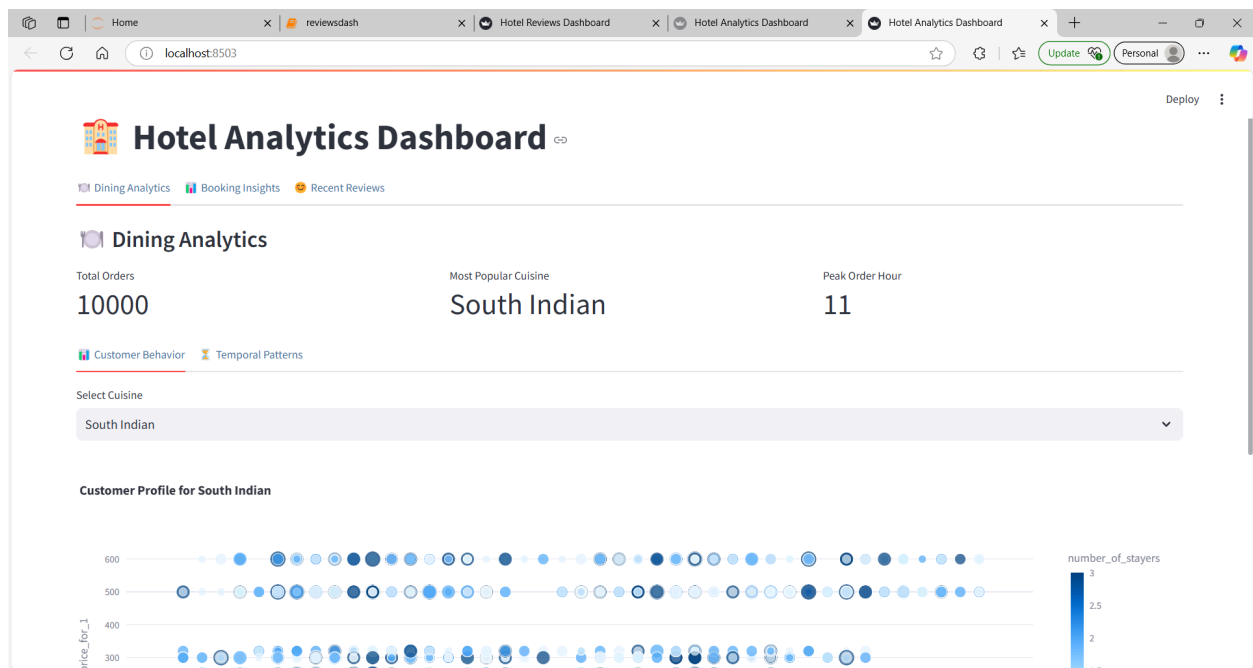 Home
reviewsdash
Hotel Reviews Dashboard
Hotel Analytics Dashboard
Hotel Analytics Dashboard
localhost:8503
Update
Personal
Deploy
Hotel Analytics Dashboard
Dining Analytics
Booking Insights
Recent Reviews
Dining Analytics
Total Orders
Most Popular Cuisine
Peak Order Hour
10000
South Indian
11
Customer Behavior
Temporal Patterns
Select Cuisine
South Indian
Customer Profile for South Indian
number_of_stayers
600
3
500
2.5
400
2
300
price_for_1